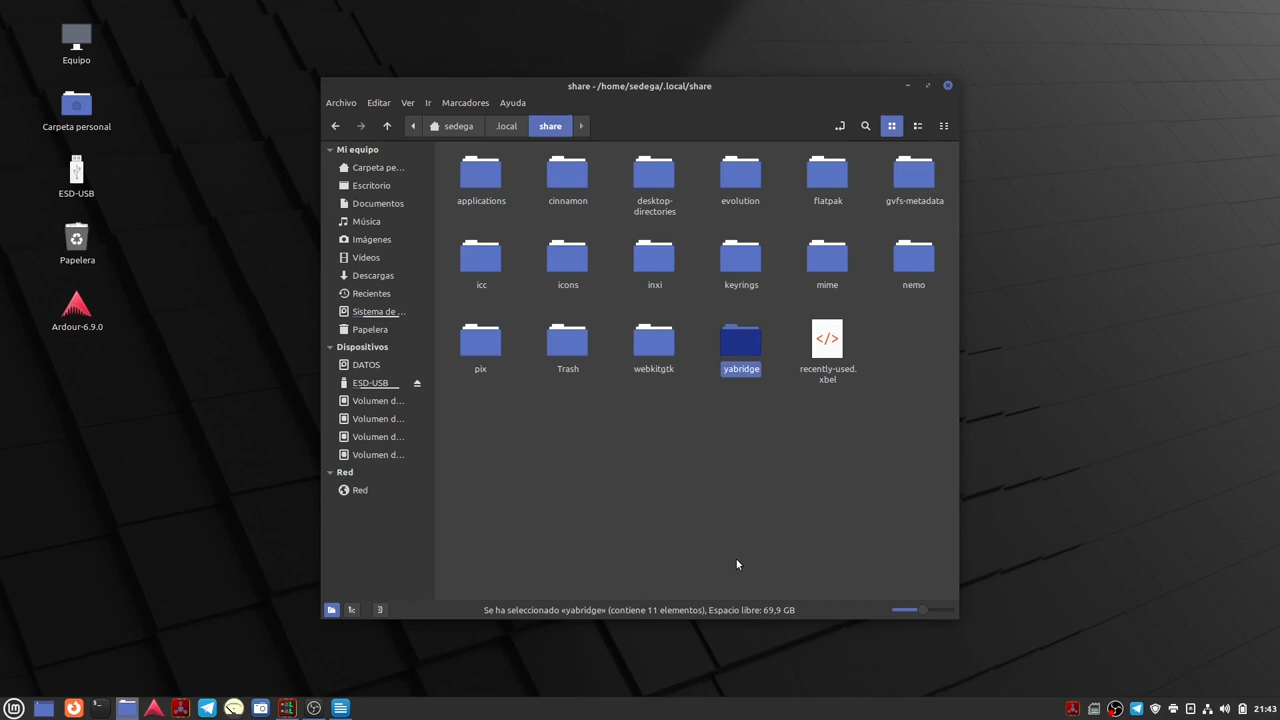 Equipo
Carpeta personal
ESD-USB
Papelera
Ardour-6.9.0
share - /home/sedega/.local/share
Archivo Editar Ver Ir Marcadores Ayuda
sedega .local share
Mi equipo
Carpeta pe...
Escritorio
Documentos
Música
Imágenes
Vídeos
Descargas
Recientes
Sistema de ...
Papelera
Dispositivos
DATOS
ESD-USB
Volumen d...
Volumen d...
Volumen d...
Volumen d...
Red
Red
applications cinnamon desktop- evolution flatpak gvfs-metadata
directories
icc icons inxi keyrings mime nemo
pix Trash webkitgtk yabridge recently-used.
xbel
Se ha seleccionado «yabridge» (contiene 11 elementos), Espacio libre: 69,9 GB
21:43